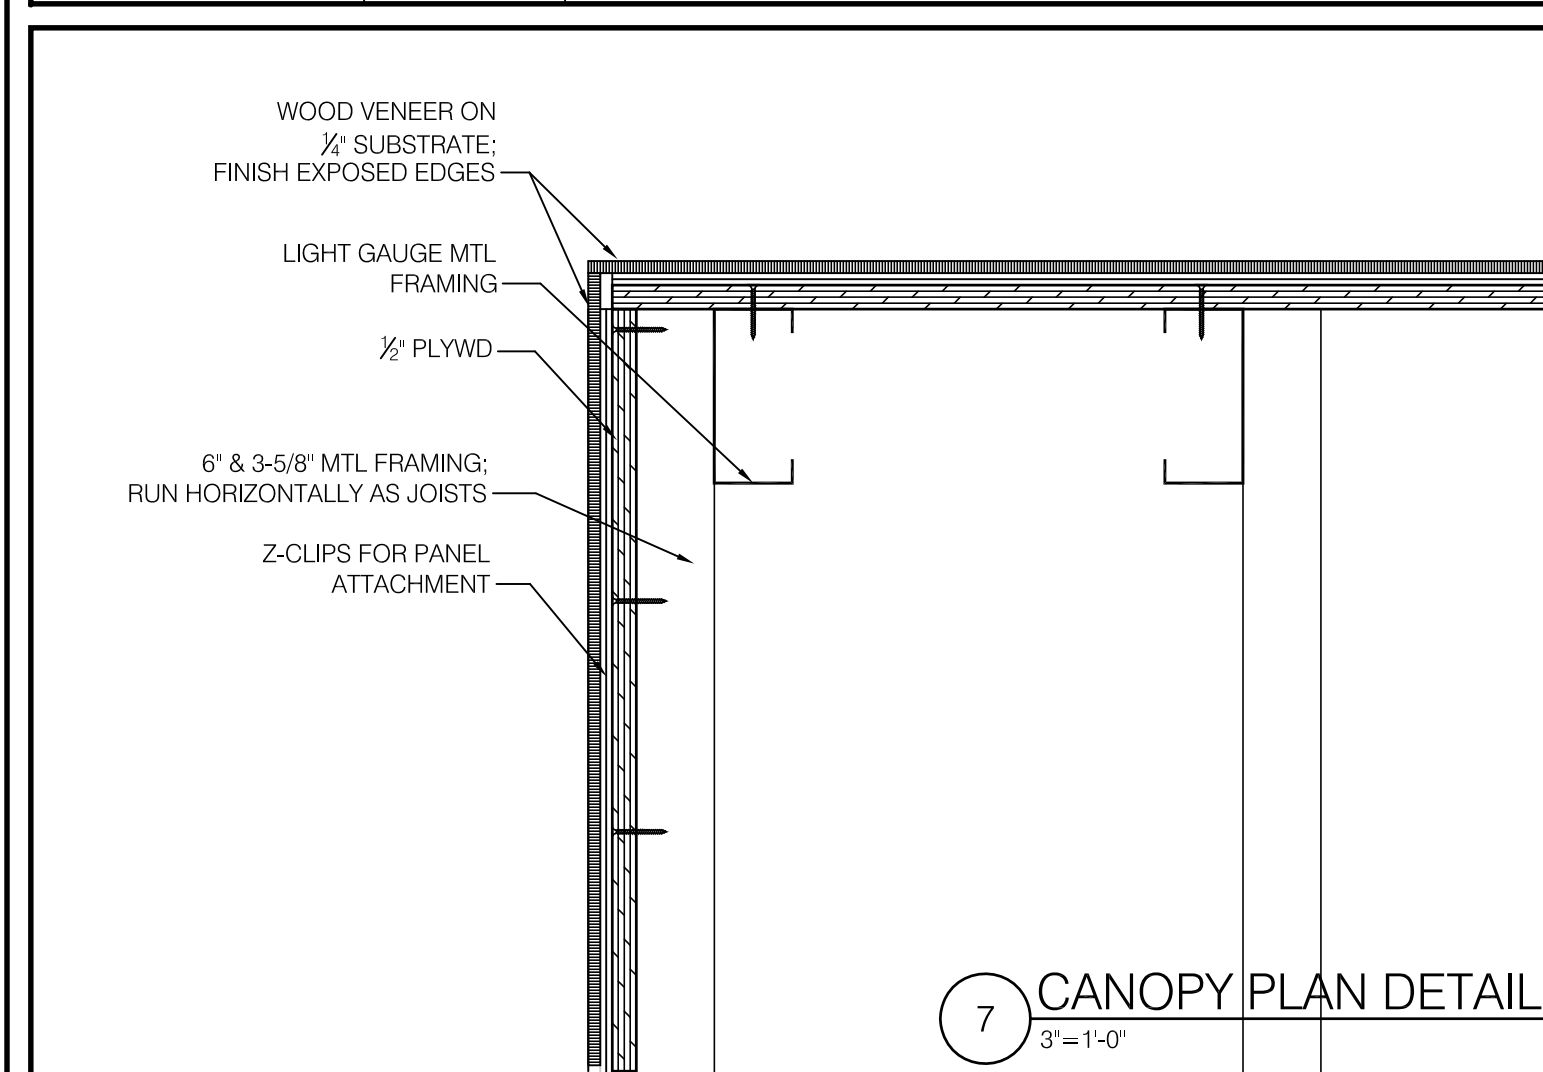 WOOD VENEER ON
1/4" SUBSTRATE;
FINISH EXPOSED EDGES
LIGHT GAUGE MTL
FRAMING
1/2" PLYWD
6" & 3-5/8" MTL FRAMING;
RUN HORIZONTALLY AS JOISTS
Z-CLIPS FOR PANEL
ATTACHMENT
7
CANOPY PLAN DETAIL
3"=1'-0"